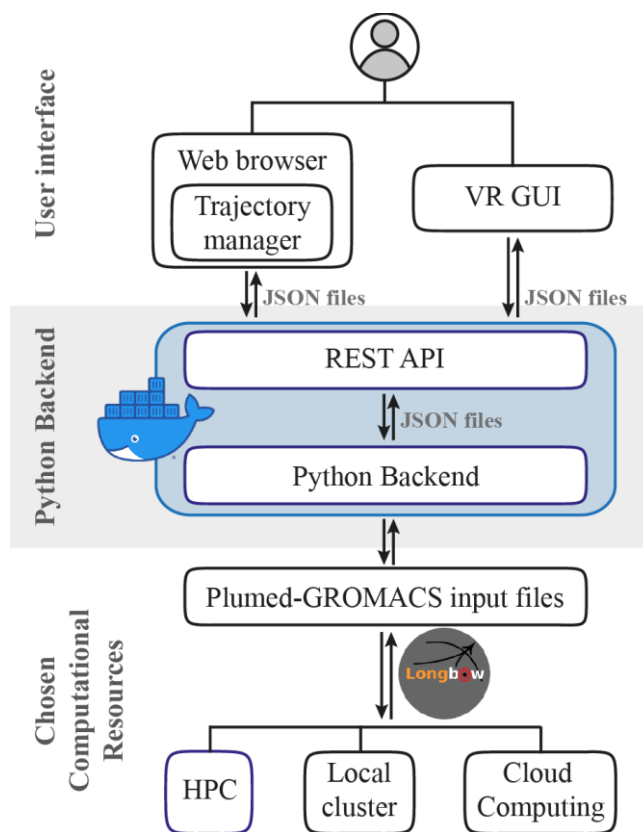 User interface
Web browser
Trajectory
manager
VR GUI
JSON files
JSON files
Python Backend
REST API
JSON files
Python Backend
Plumed-GROMACS input files
Longbow
Chosen
Computational
Resources
HPC
Local
cluster
Cloud
Computing